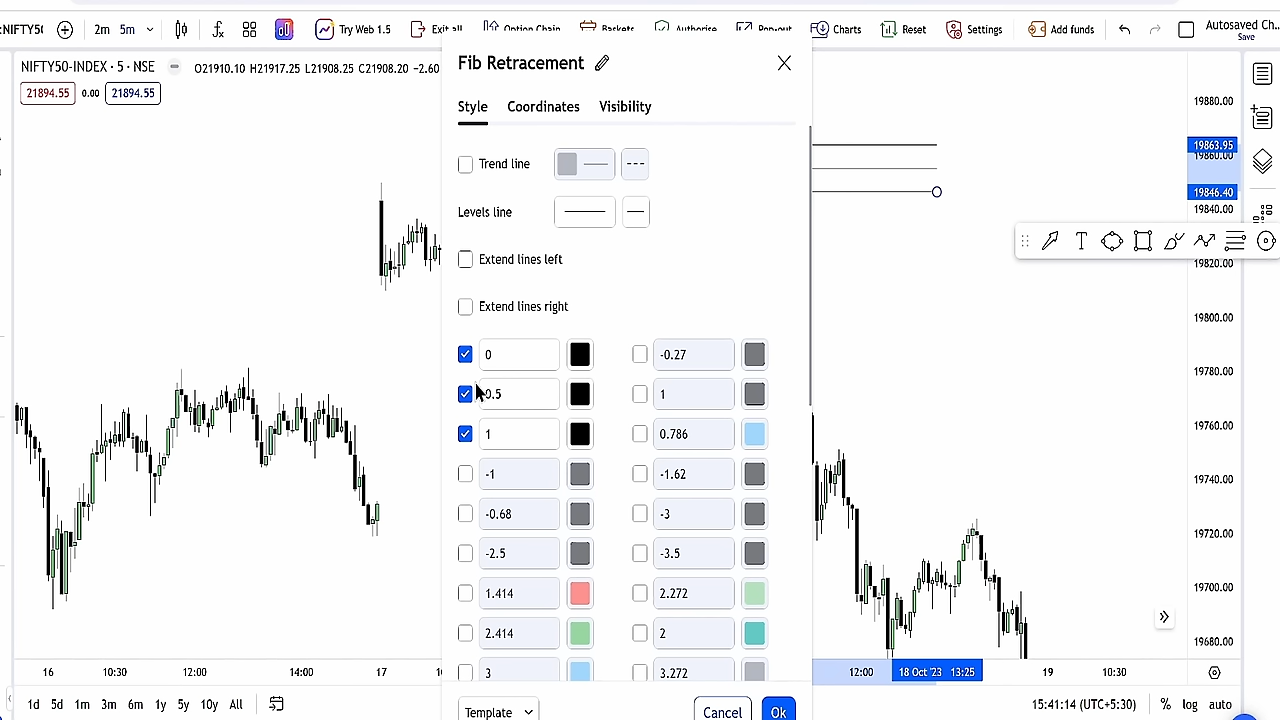 :NIFTY50 2m 5m Try Web 1.5 Exit all Option Chain Baskets Authorise Pop-out Charts Reset Settings Add funds Autosaved Ch...
Save
NIFTY50-INDEX · 5 · NSE O21910.10 H21917.25 L21908.25 C21908.20 −2.60
21894.55 0.00 21894.55
Fib Retracement
Style Coordinates Visibility
Trend line
Levels line
Extend lines left
Extend lines right
0 -0.27
0.5 1
1 0.786
-1 -1.62
-0.68 -3
-2.5 -3.5
1.414 2.272
2.414 2
3 3.272
Template Cancel Ok
19880.00
19863.95
19860.00
19846.40
19840.00
19820.00
19800.00
19780.00
19760.00
19740.00
19720.00
19700.00
19680.00
16 10:30 12:00 14:00 17 12:00 18 Oct '23 13:25 19 10:30
1d 5d 1m 3m 6m 1y 5y 10y All 15:41:14 (UTC+5:30) % log auto